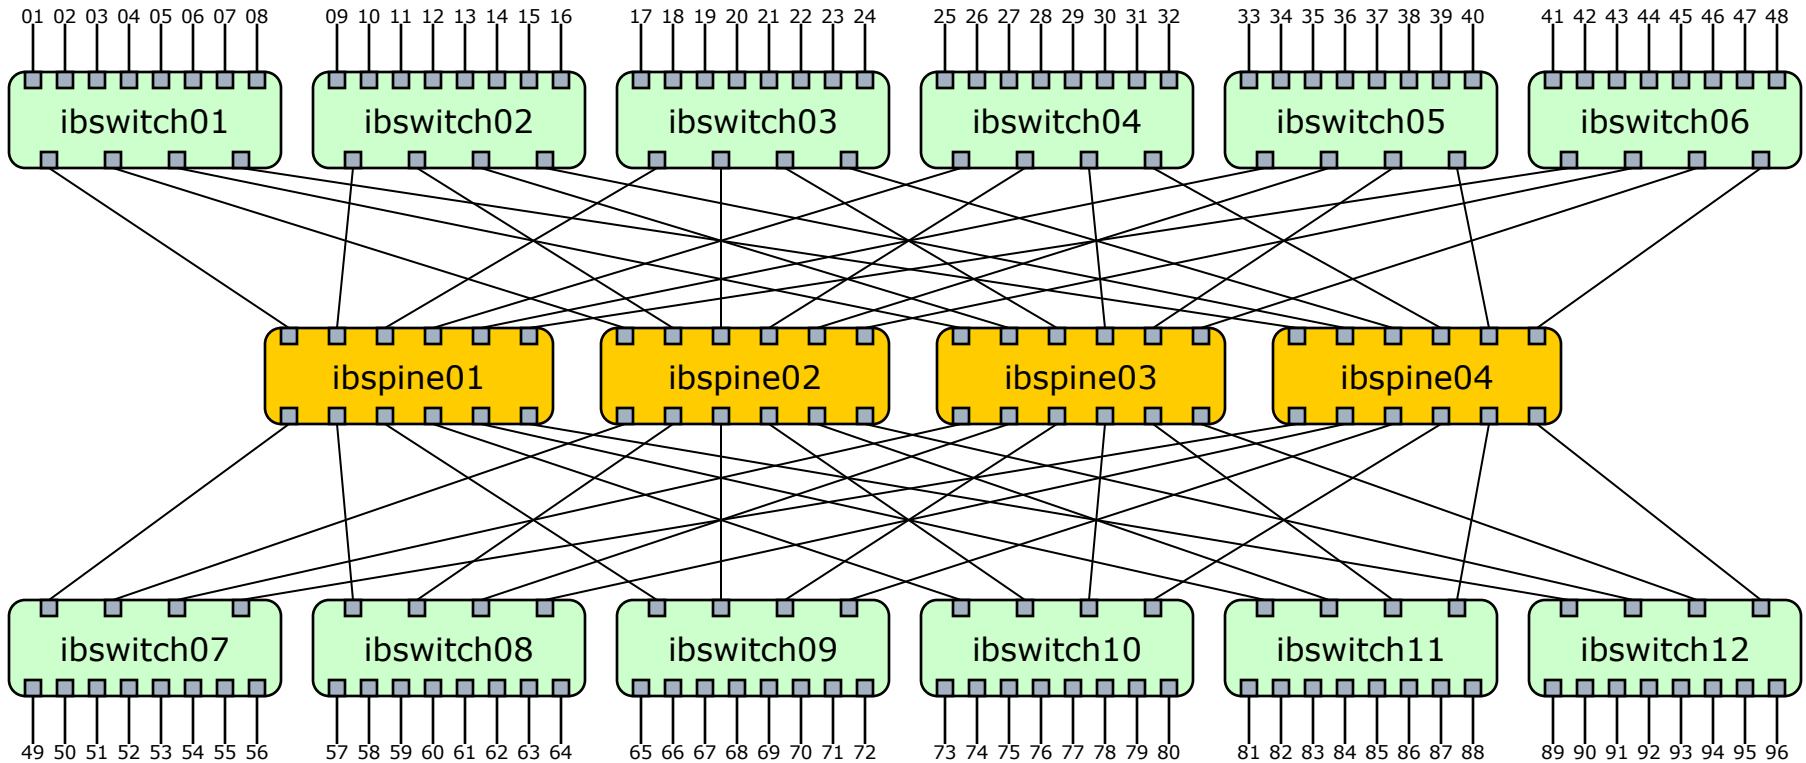 01 02 03 04 05 06 07 08 09 10 11 12 13 14 15 16 17 18 19 20 21 22 23 24 25 26 27 28 29 30 31 32 33 34 35 36 37 38 39 40 41 42 43 44 45 46 47 48
ibswitch01 ibswitch02 ibswitch03 ibswitch04 ibswitch05 ibswitch06
ibspine01 ibspine02 ibspine03 ibspine04
ibswitch07 ibswitch08 ibswitch09 ibswitch10 ibswitch11 ibswitch12
49 50 51 52 53 54 55 56 57 58 59 60 61 62 63 64 65 66 67 68 69 70 71 72 73 74 75 76 77 78 79 80 81 82 83 84 85 86 87 88 89 90 91 92 93 94 95 96